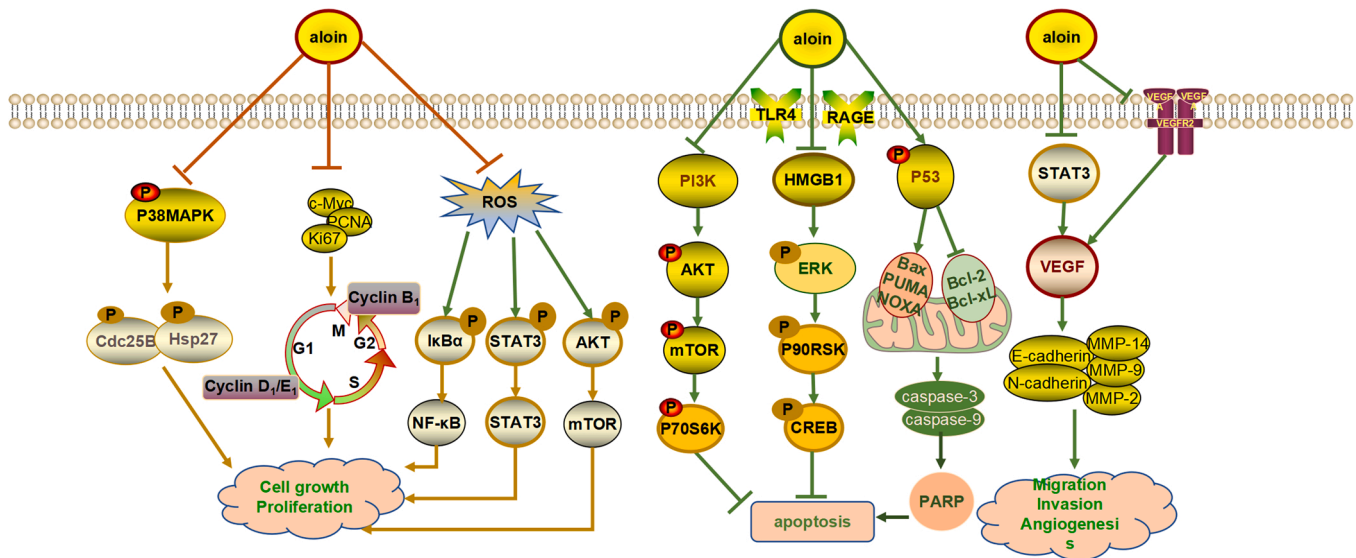 aloin
aloin
aloin
TLR4
RAGE
VEGF
A
VEGF
A
VEGFR2
P
P38MAPK
c-Myc
PCNA
Ki67
ROS
PI3K
HMGB1
P
P53
STAT3
P
Cdc25B
P
Hsp27
Cyclin B1
M
G1
G2
S
Cyclin D1/E1
P
IκBα
P
STAT3
P
AKT
NF-κB
STAT3
mTOR
Cell growth
Proliferation
P
AKT
P
mTOR
P
P70S6K
P
ERK
P
P90RSK
P
CREB
Bax
PUMA
NOXA
Bcl-2
Bcl-xL
caspase-3
caspase-9
PARP
apoptosis
VEGF
E-cadherin
N-cadherin
MMP-14
MMP-9
MMP-2
Migration
Invasion
Angiogenesi
s